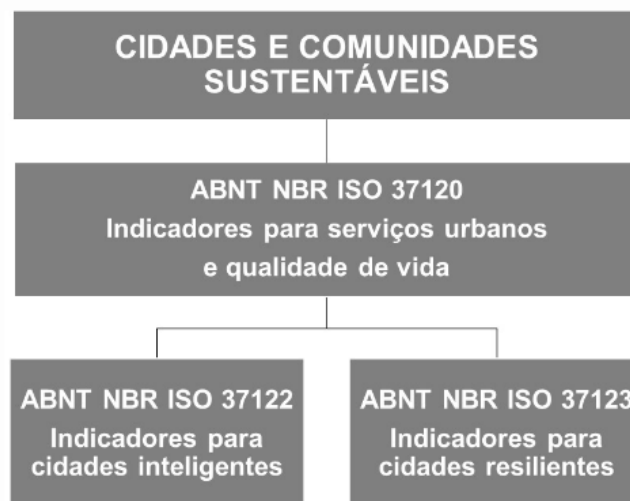 CIDADES E COMUNIDADES
SUSTENTÁVEIS
ABNT NBR ISO 37120
Indicadores para serviços urbanos
e qualidade de vida
ABNT NBR ISO 37122
Indicadores para
cidades inteligentes
ABNT NBR ISO 37123
Indicadores para
cidades resilientes